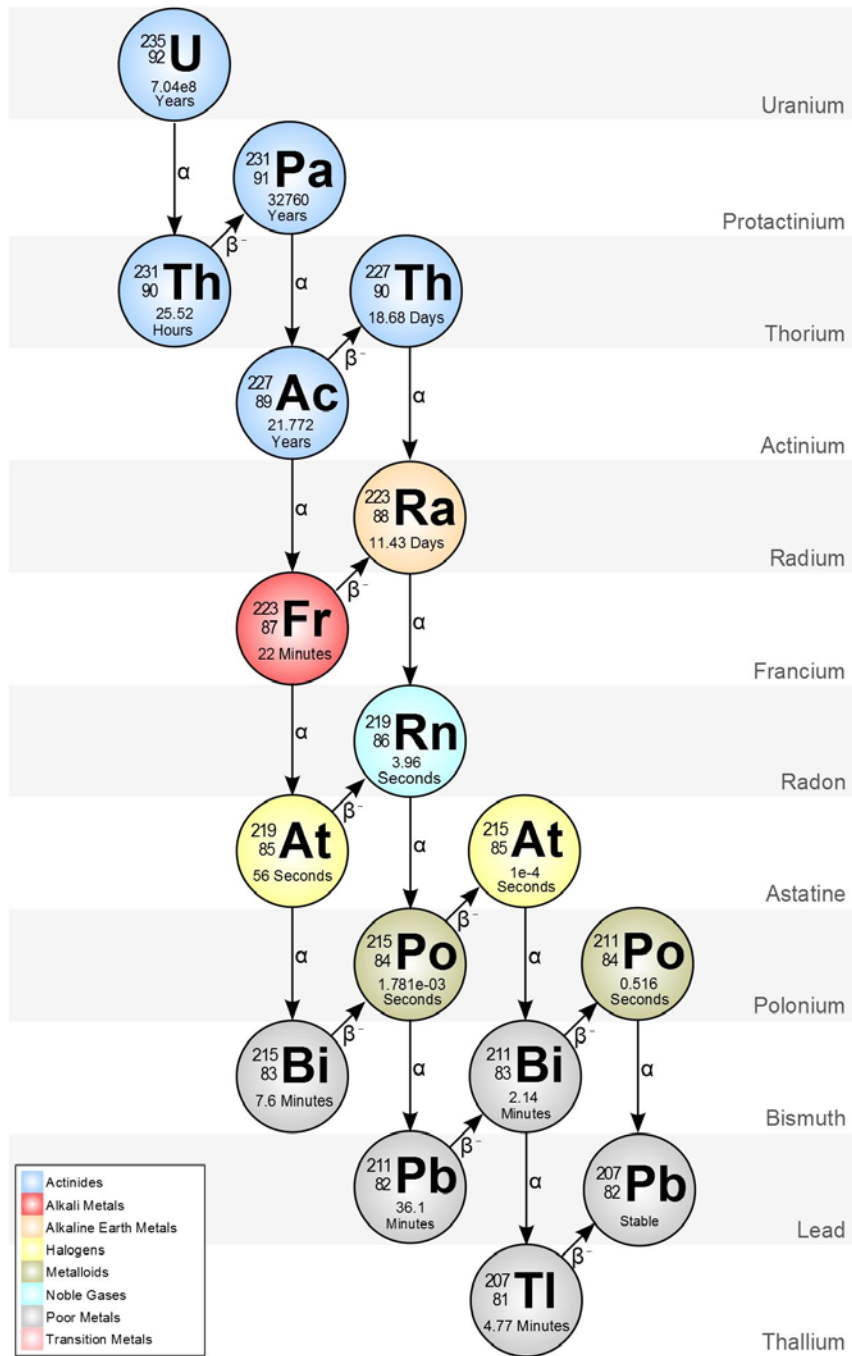 235
92 U
7.04e8
Years
Uranium
α
231
91 Pa
32760
Years
Protactinium
β⁻
231
90 Th
25.52
Hours
α
227
90 Th
18.68 Days
Thorium
β⁻
227
89 Ac
21.772
Years
α
Actinium
α
223
88 Ra
11.43 Days
Radium
β⁻
223
87 Fr
22 Minutes
α
Francium
α
219
86 Rn
3.96
Seconds
Radon
β⁻
219
85 At
56 Seconds
α
215
85 At
1e-4
Seconds
Astatine
β⁻
α
215
84 Po
1.781e-03
Seconds
α
211
84 Po
0.516
Seconds
Polonium
β⁻
β⁻
215
83 Bi
7.6 Minutes
α
211
83 Bi
2.14
Minutes
α
Bismuth
β⁻
211
82 Pb
36.1
Minutes
α
207
82 Pb
Stable
Lead
β⁻
207
81 Tl
4.77 Minutes
Thallium
Actinides
Alkali Metals
Alkaline Earth Metals
Halogens
Metalloids
Noble Gases
Poor Metals
Transition Metals